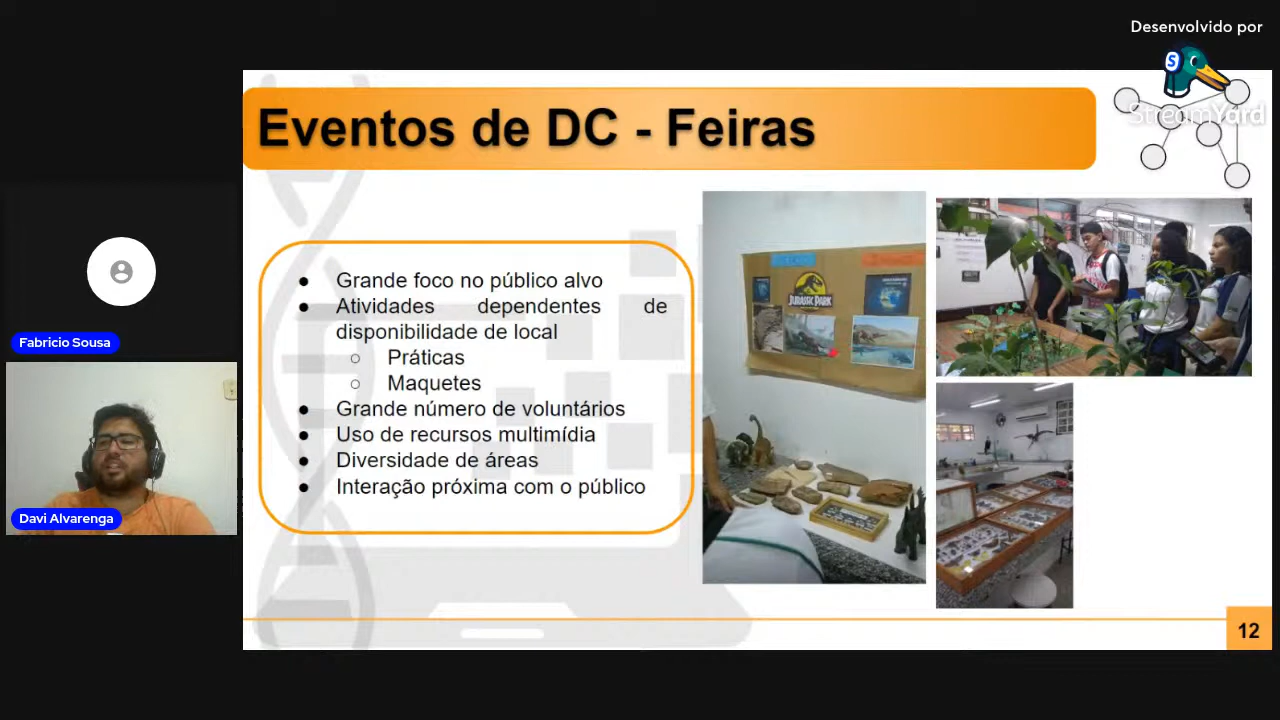 Desenvolvido por
S
StreamYard
Eventos de DC - Feiras
● Grande foco no público alvo
● Atividades dependentes de
disponibilidade de local
○ Práticas
○ Maquetes
● Grande número de voluntários
● Uso de recursos multimídia
● Diversidade de áreas
● Interação próxima com o público
JURASSIC PARK
Fabricio Sousa
Davi Alvarenga
12